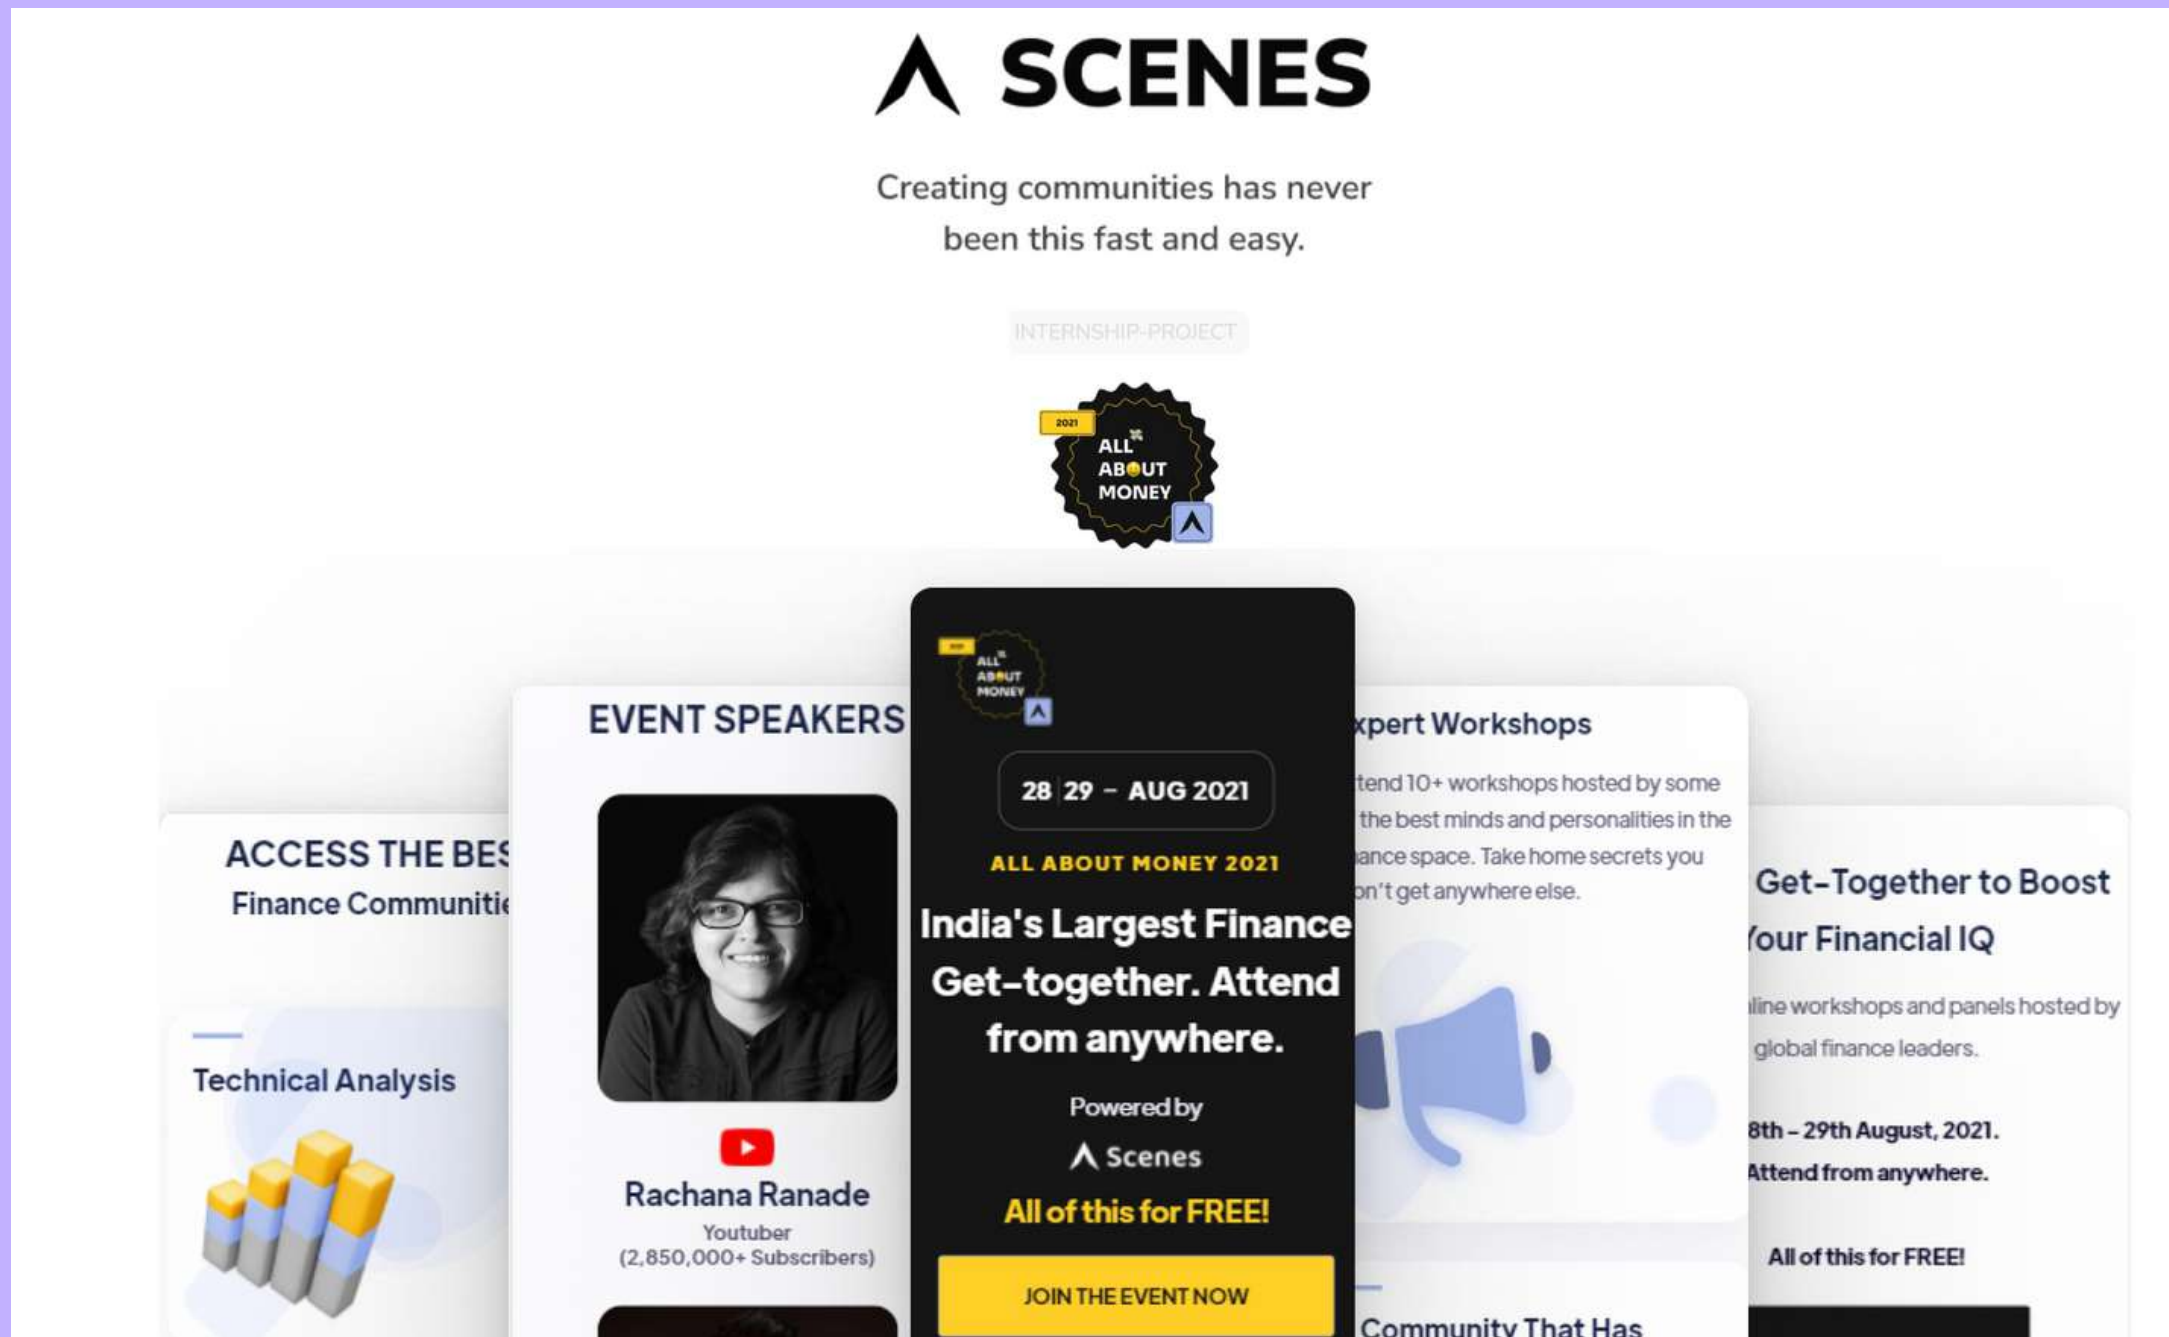 SCENES
Creating communities has never
been this fast and easy.
INTERNSHIP-PROJECT
2021
ALL
ABOUT
MONEY
ACCESS THE BES
Finance Communitie
Technical Analysis
EVENT SPEAKERS
Rachana Ranade
Youtuber
(2,850,000+ Subscribers)
ALL
ABOUT
MONEY
28 29 – AUG 2021
ALL ABOUT MONEY 2021
India's Largest Finance
Get-together. Attend
from anywhere.
Powered by
Scenes
All of this for FREE!
JOIN THE EVENT NOW
xpert Workshops
tend 10+ workshops hosted by some
the best minds and personalities in the
ance space. Take home secrets you
on't get anywhere else.
Community That Has
Get-Together to Boost
Your Financial IQ
line workshops and panels hosted by
global finance leaders.
8th – 29th August, 2021.
Attend from anywhere.
All of this for FREE!